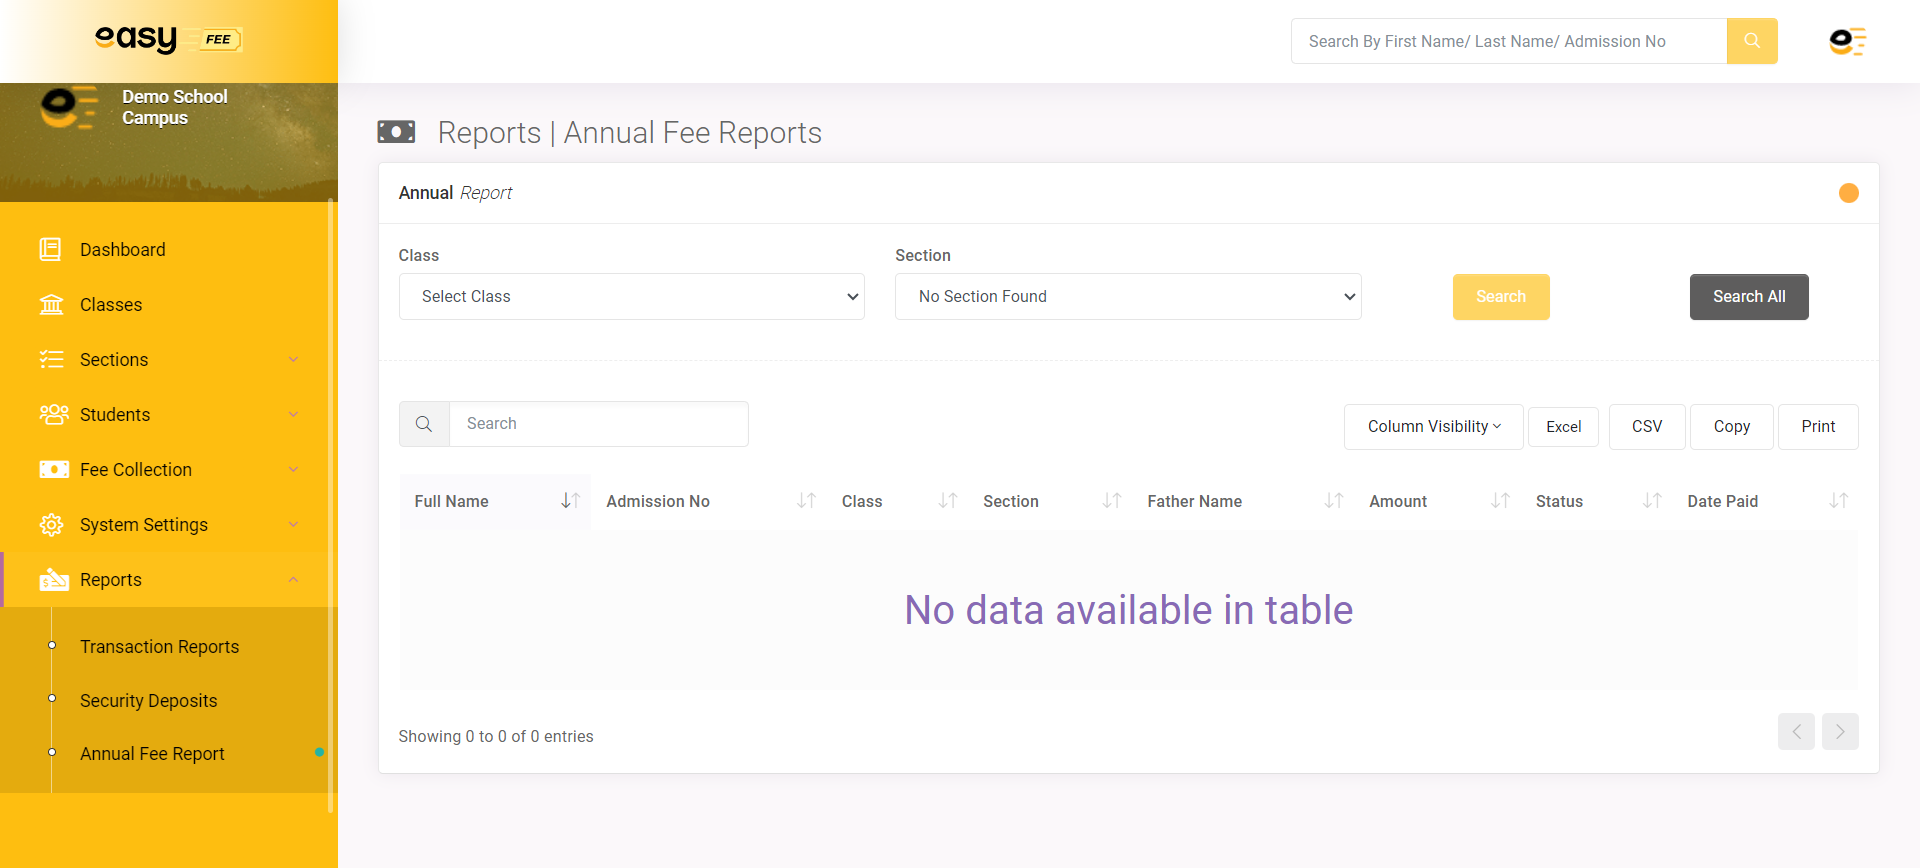 easy FEE
Search By First Name/ Last Name/ Admission No
Demo School
Campus
Dashboard
Classes
Sections
Students
Fee Collection
System Settings
Reports
Transaction Reports
Security Deposits
Annual Fee Report
Reports | Annual Fee Reports
Annual Report
Class
Section
Select Class
No Section Found
Search
Search All
Search
Column Visibility
Excel
CSV
Copy
Print
Full Name
Admission No
Class
Section
Father Name
Amount
Status
Date Paid
No data available in table
Showing 0 to 0 of 0 entries